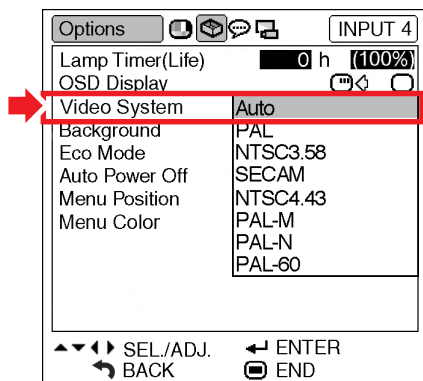 Options INPUT 4
Lamp Timer(Life) 0 h (100%)
OSD Display
Video System Auto
Background PAL
Eco Mode NTSC3.58
Auto Power Off SECAM
Menu Position NTSC4.43
Menu Color PAL-M
PAL-N
PAL-60
SEL./ADJ. ENTER
BACK END